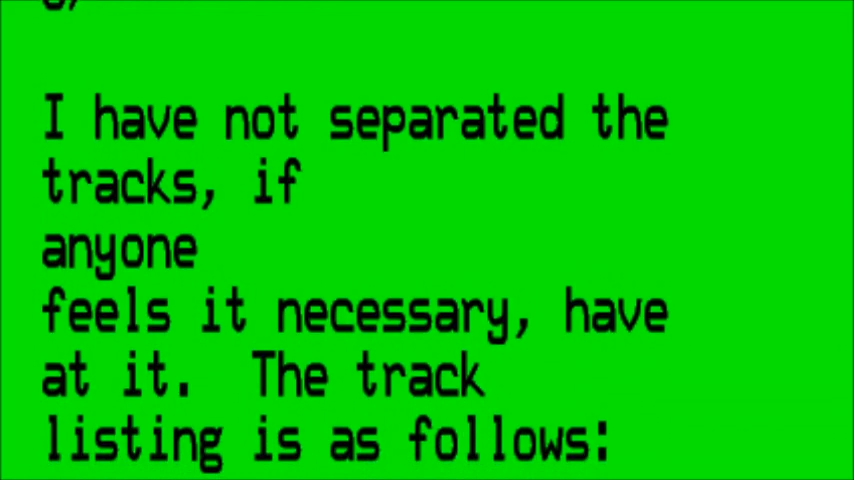 I have not separated the
tracks, if
anyone
feels it necessary, have
at it.  The track
listing is as follows: